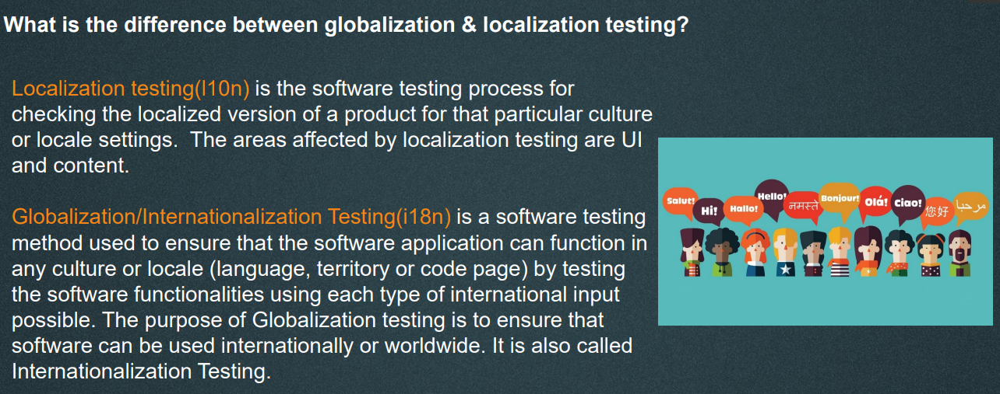 What is the difference between globalization & localization testing?
Localization testing(l10n) is the software testing process for
checking the localized version of a product for that particular culture
or locale settings.  The areas affected by localization testing are UI
and content.
Globalization/Internationalization Testing(i18n) is a software testing
method used to ensure that the software application can function in
any culture or locale (language, territory or code page) by testing
the software functionalities using each type of international input
possible. The purpose of Globalization testing is to ensure that
software can be used internationally or worldwide. It is also called
Internationalization Testing.
Salut!
Hi!
Hallo!
Hello!
नमस्ते
Bonjour!
Olá!
Ciao!
您好
مرحبا